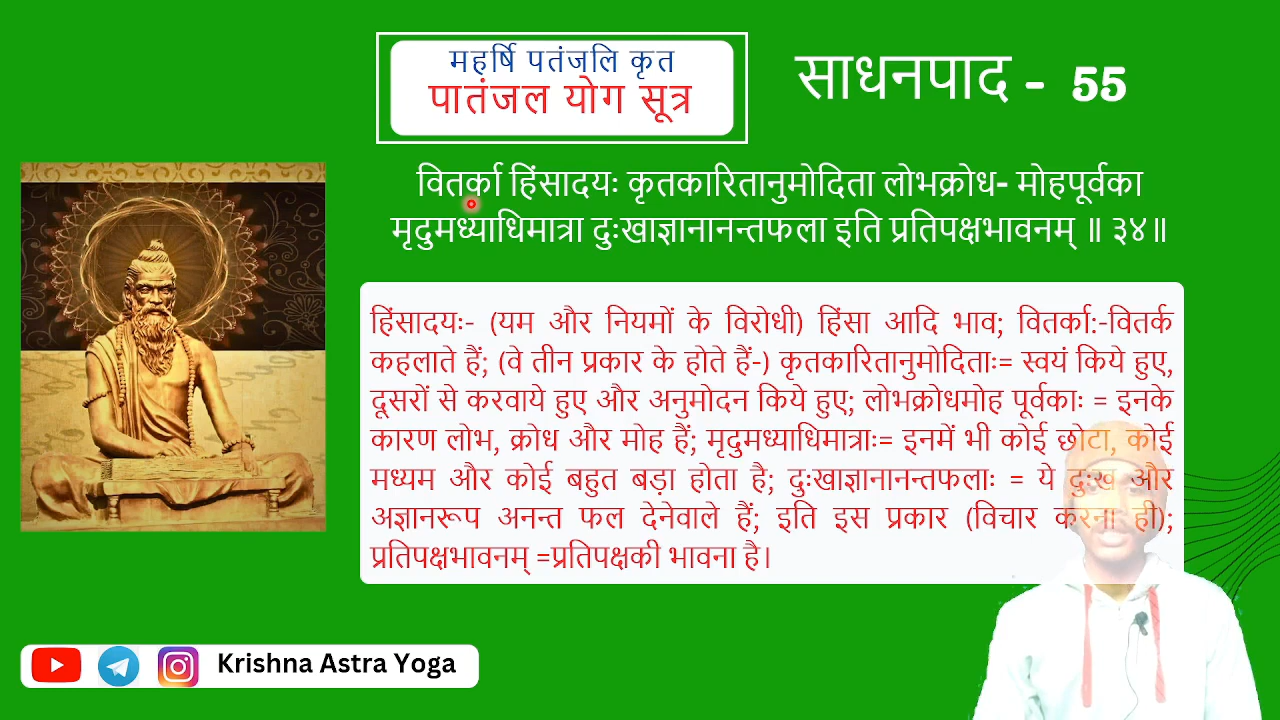 महर्षि पतंजलि कृत
पातंजल योग सूत्र
साधनपाद - 55
वितर्का हिंसादयः कृतकारितानुमोदिता लोभक्रोध- मोहपूर्वका
मृदुमध्याधिमात्रा दुःखाज्ञानानन्तफला इति प्रतिपक्षभावनम् ॥ ३४॥
हिंसादयः- (यम और नियमों के विरोधी) हिंसा आदि भाव; वितर्का:-वितर्क
कहलाते हैं; (वे तीन प्रकार के होते हैं-) कृतकारितानुमोदिताः= स्वयं किये हुए,
दूसरों से करवाये हुए और अनुमोदन किये हुए; लोभक्रोधमोह पूर्वकाः = इनके
कारण लोभ, क्रोध और मोह हैं; मृदुमध्याधिमात्राः= इनमें भी कोई छोटा, कोई
मध्यम और कोई बहुत बड़ा होता है; दुःखाज्ञानानन्तफलाः = ये दुःख और
अज्ञानरूप अनन्त फल देनेवाले हैं; इति इस प्रकार (विचार करना ही);
प्रतिपक्षभावनम् =प्रतिपक्षकी भावना है।
Krishna Astra Yoga